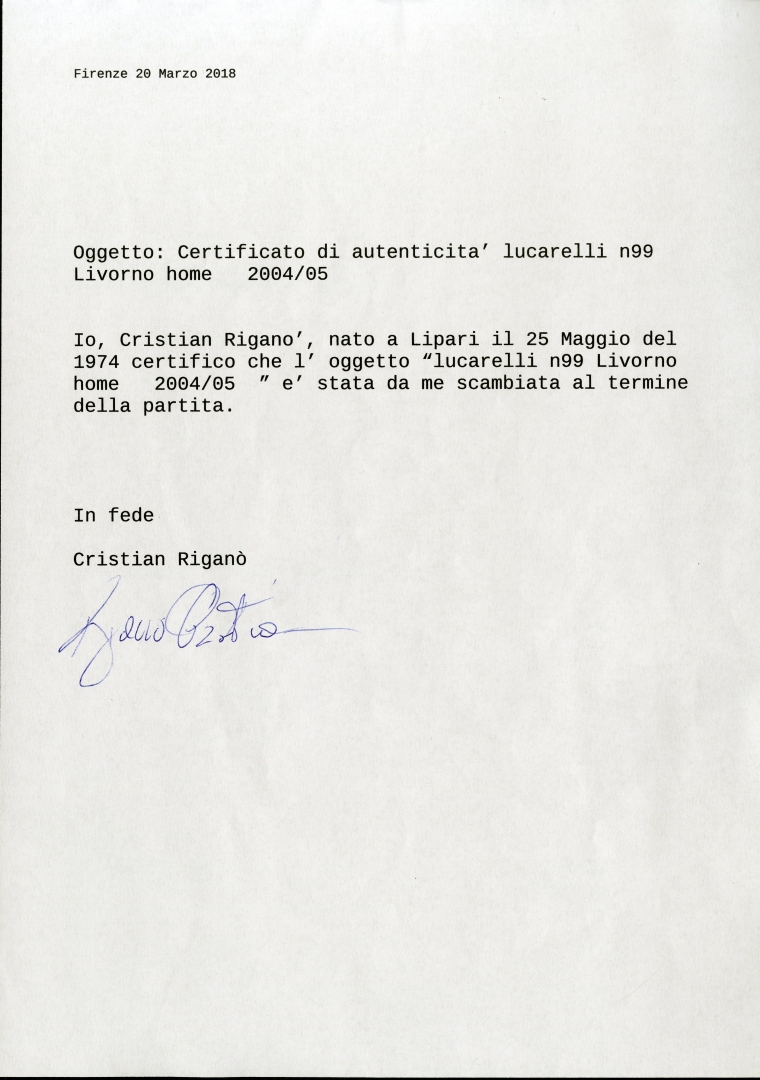 Firenze 20 Marzo 2018
Oggetto: Certificato di autenticita’ lucarelli n99
Livorno home   2004/05
Io, Cristian Rigano’, nato a Lipari il 25 Maggio del
1974 certifico che l’ oggetto “lucarelli n99 Livorno
home   2004/05  ” e’ stata da me scambiata al termine
della partita.
In fede
Cristian Riganò